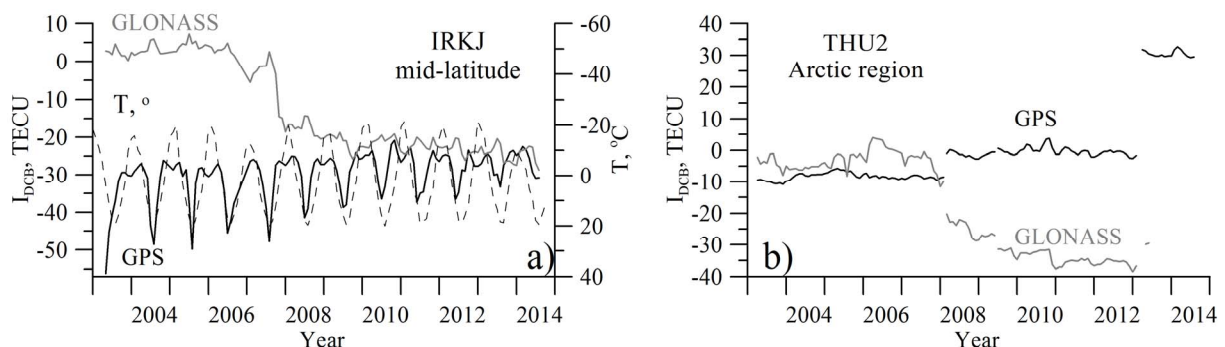 GLONASS
IRKJ
mid-latitude
T, °
GPS
a)
I_DCB, TECU
10
0
-10
-20
-30
-40
-50
T, °C
-60
-40
-20
0
20
40
2004 2006 2008 2010 2012 2014
Year
THU2
Arctic region
GPS
GLONASS
b)
I_DCB, TECU
40
30
20
10
0
-10
-20
-30
-40
2004 2006 2008 2010 2012 2014
Year